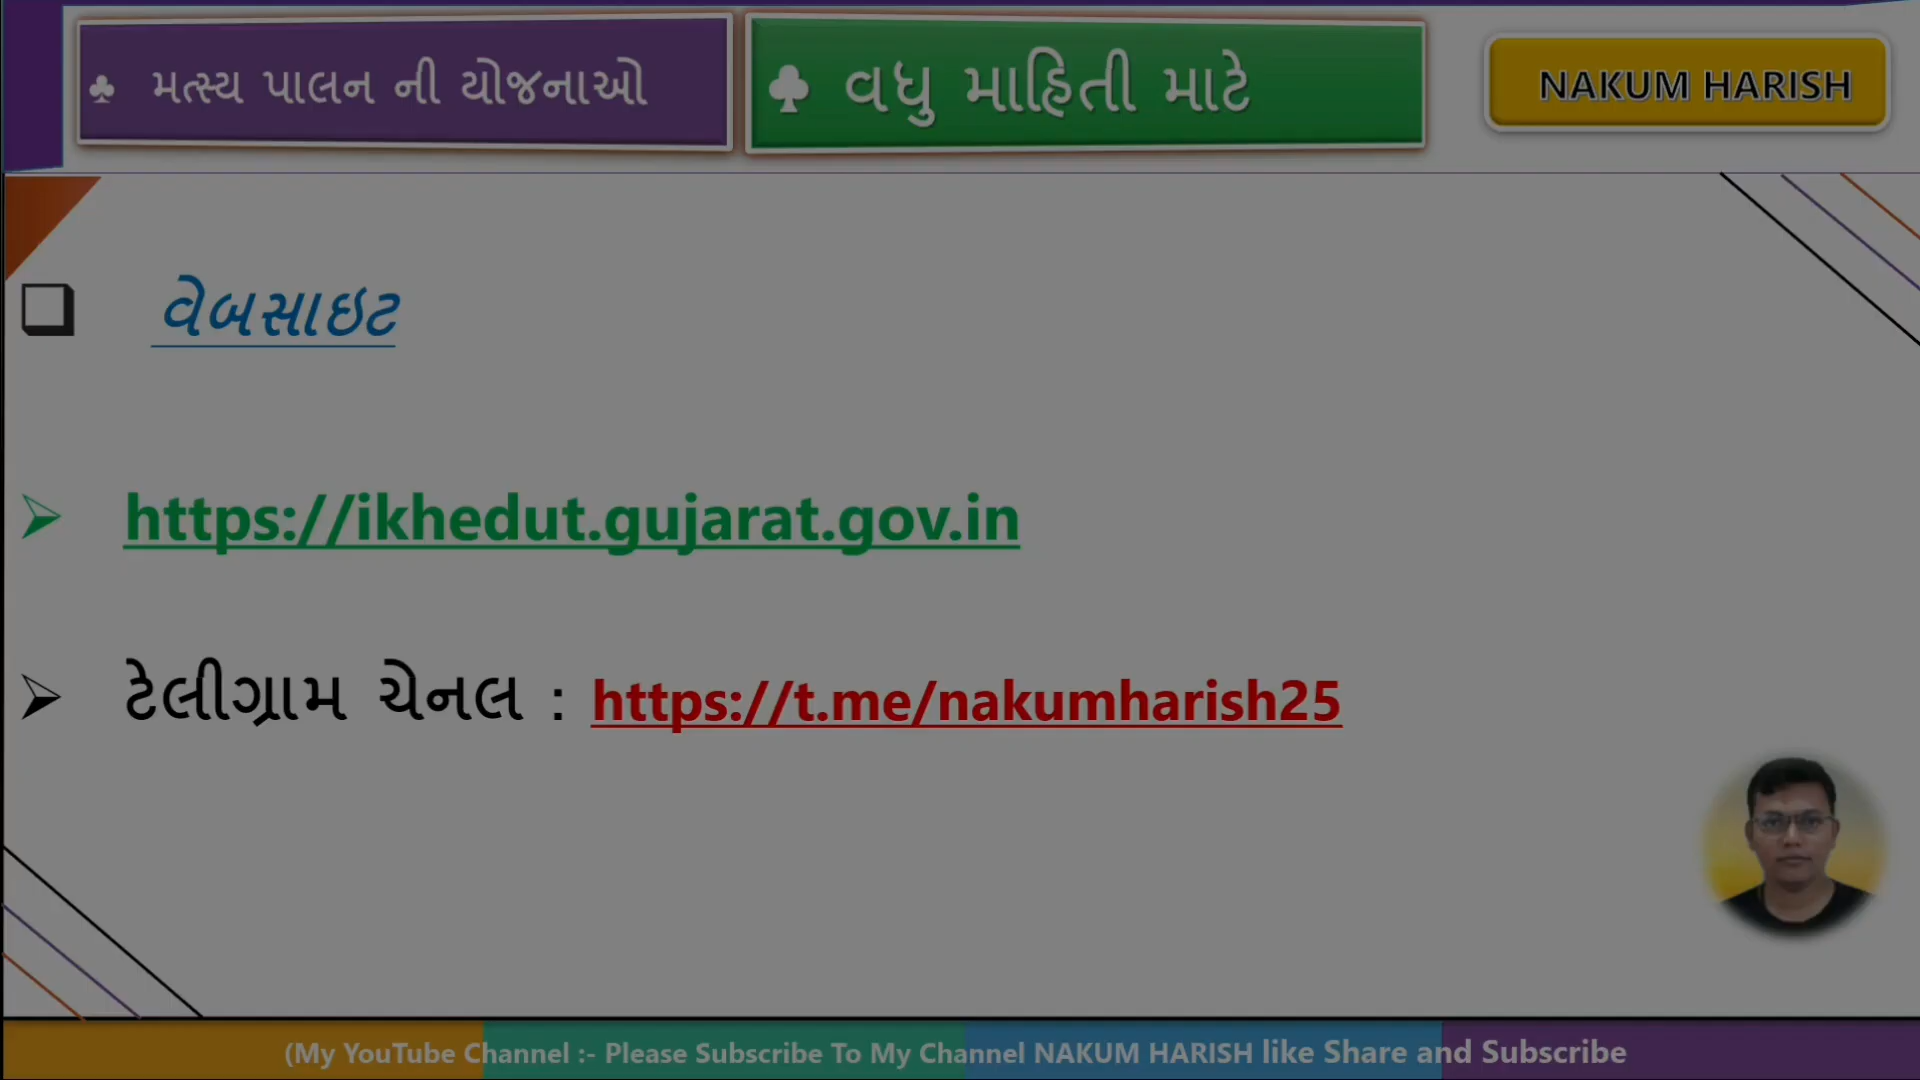 ♣ મત્સ્ય પાલન ની યોજનાઓ
♣ વધુ માહિતી માટે
NAKUM HARISH
વેબસાઇટ
https://ikhedut.gujarat.gov.in
ટેલીગ્રામ ચેનલ : https://t.me/nakumharish25
(My YouTube Channel :- Please Subscribe To My Channel NAKUM HARISH like Share and Subscribe